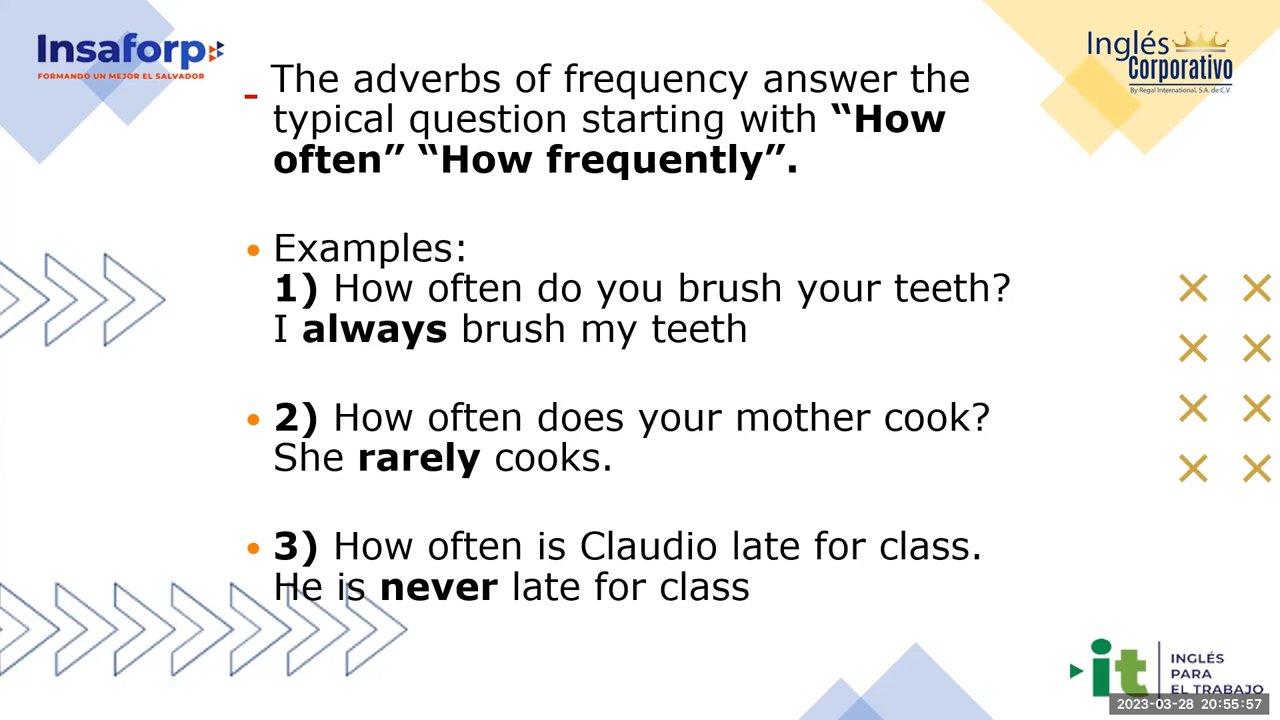 Insaforp
FORMANDO UN MEJOR EL SALVADOR
Inglés
Corporativo
By Regal International, S.A. de C.V.
The adverbs of frequency answer the
typical question starting with “How
often” “How frequently”.
Examples:
1) How often do you brush your teeth?
I always brush my teeth
2) How often does your mother cook?
She rarely cooks.
3) How often is Claudio late for class.
He is never late for class
it
INGLÉS
PARA
EL TRABAJO
2023-03-28 20:55:57